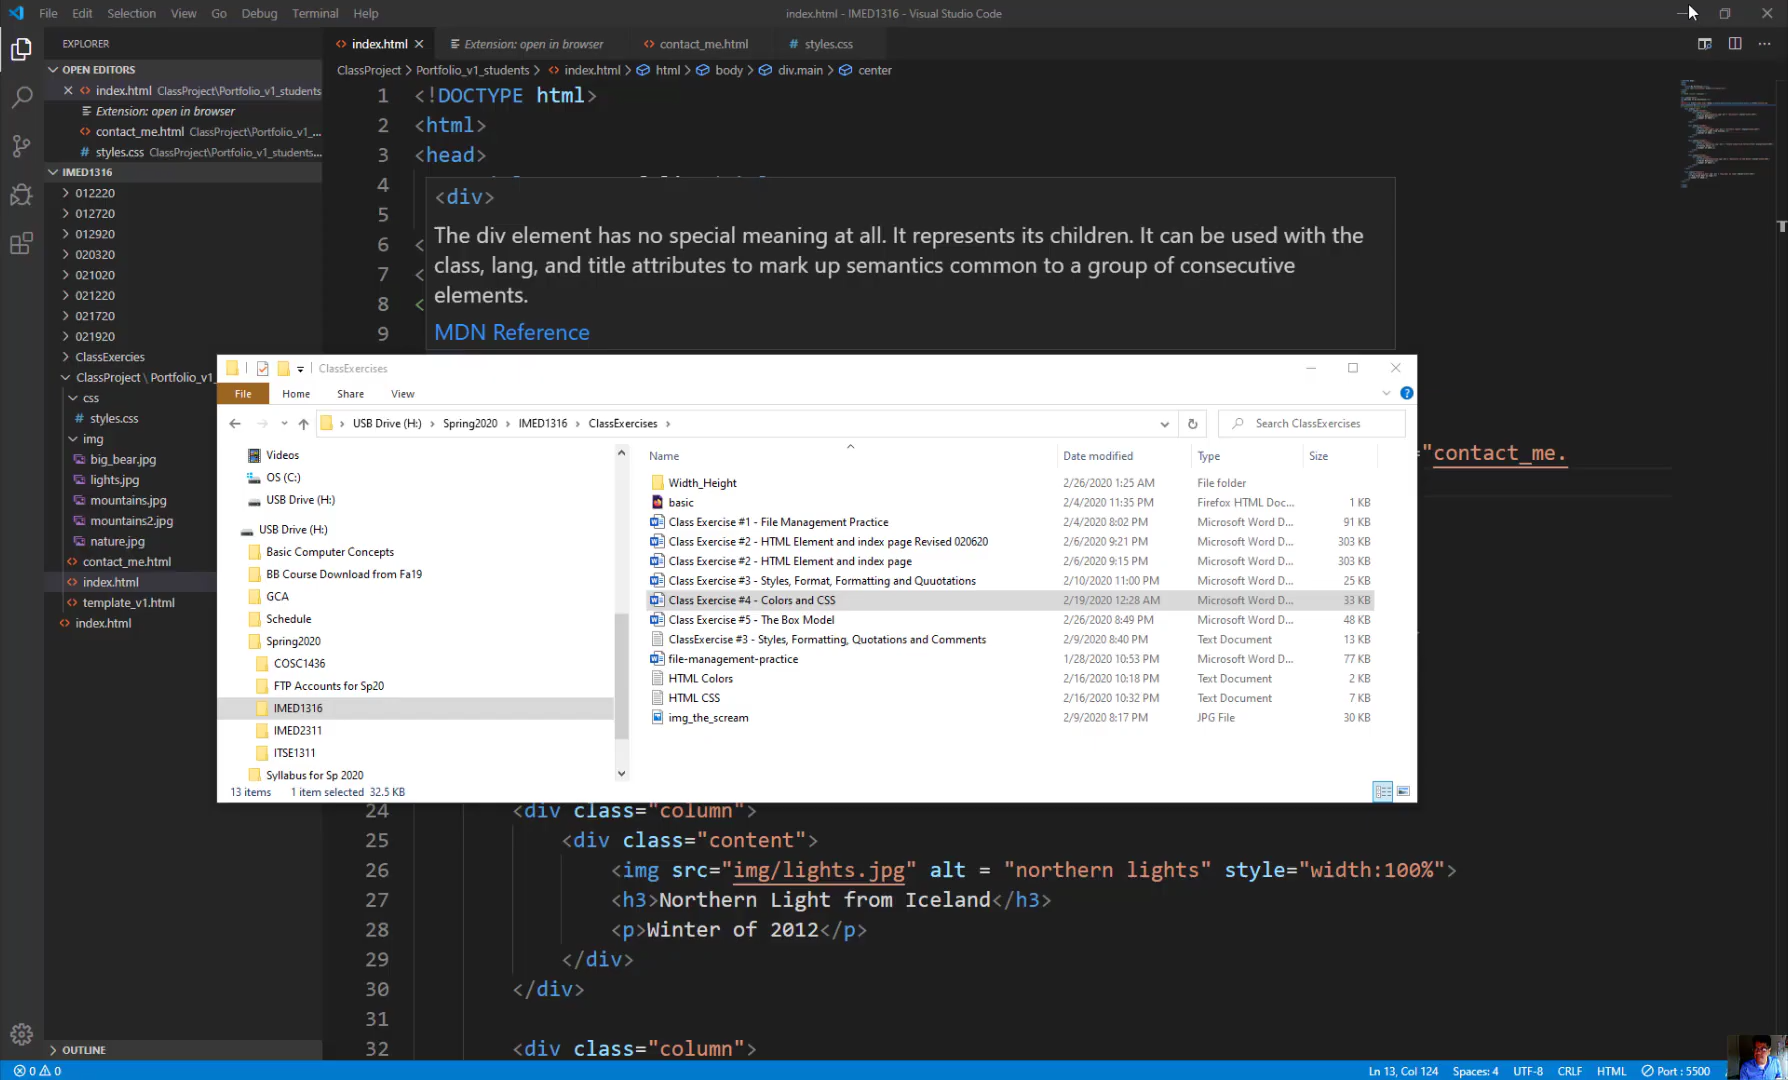 File Edit Selection View Go Debug Terminal Help
index.html - IMED1316 - Visual Studio Code
EXPLORER
index.html
Extension: open in browser
contact_me.html
styles.css
OPEN EDITORS
index.html ClassProject\Portfolio_v1_students
Extension: open in browser
contact_me.html ClassProject\Portfolio_v1_...
styles.css ClassProject\Portfolio_v1_students...
IMED1316
012220
012720
012920
020320
021020
021220
021720
021920
ClassExercies
ClassProject \ Portfolio_v1_
css
styles.css
img
big_bear.jpg
lights.jpg
mountains.jpg
mountains2.jpg
nature.jpg
contact_me.html
index.html
template_v1.html
index.html
OUTLINE
ClassProject > Portfolio_v1_students > index.html > html > body > div.main > center
1 <!DOCTYPE html>
2 <html>
3 <head>
4
5
6 <
7 <
8 <
9
<div>
The div element has no special meaning at all. It represents its children. It can be used with the
class, lang, and title attributes to mark up semantics common to a group of consecutive
elements.
MDN Reference
"contact_me.
ClassExercises
File Home Share View
USB Drive (H:) > Spring2020 > IMED1316 > ClassExercises >
Search ClassExercises
Videos
OS (C:)
USB Drive (H:)
USB Drive (H:)
Basic Computer Concepts
BB Course Download from Fa19
GCA
Schedule
Spring2020
COSC1436
FTP Accounts for Sp20
IMED1316
IMED2311
ITSE1311
Syllabus for Sp 2020
Name Date modified Type Size
Width_Height 2/26/2020 1:25 AM File folder
basic 2/4/2020 11:35 PM Firefox HTML Doc... 1 KB
Class Exercise #1 - File Management Practice 2/4/2020 8:02 PM Microsoft Word D... 91 KB
Class Exercise #2 - HTML Element and index page Revised 020620 2/6/2020 9:21 PM Microsoft Word D... 303 KB
Class Exercise #2 - HTML Element and index page 2/6/2020 9:15 PM Microsoft Word D... 303 KB
Class Exercise #3 - Styles, Format, Formatting and Quuotations 2/10/2020 11:00 PM Microsoft Word D... 25 KB
Class Exercise #4 - Colors and CSS 2/19/2020 12:28 AM Microsoft Word D... 33 KB
Class Exercise #5 - The Box Model 2/26/2020 8:49 PM Microsoft Word D... 48 KB
ClassExercise #3 - Styles, Formatting, Quotations and Comments 2/9/2020 8:40 PM Text Document 13 KB
file-management-practice 1/28/2020 10:53 PM Microsoft Word D... 77 KB
HTML Colors 2/16/2020 10:18 PM Text Document 2 KB
HTML CSS 2/16/2020 10:32 PM Text Document 7 KB
img_the_scream 2/9/2020 8:17 PM JPG File 30 KB
13 items 1 item selected 32.5 KB
24 <div class="column">
25 <div class="content">
26 <img src="img/lights.jpg" alt = "northern lights" style="width:100%">
27 <h3>Northern Light from Iceland</h3>
28 <p>Winter of 2012</p>
29 </div>
30 </div>
31
32 <div class="column">
0 0
Ln 13, Col 124 Spaces: 4 UTF-8 CRLF HTML Port : 5500